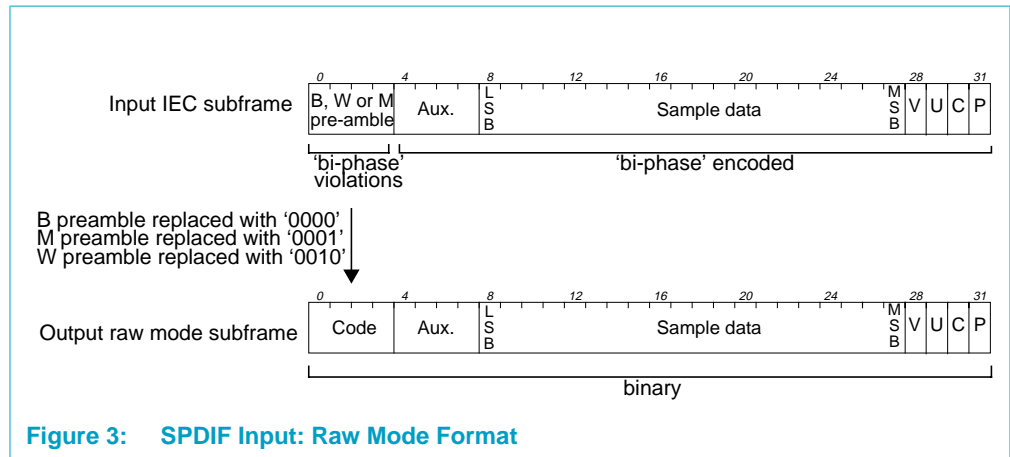 0 4 8 12 16 20 24 28 31
Input IEC subframe
B, W or M
pre-amble
Aux.
L
S
B
Sample data
M
S
B
V U C P
'bi-phase'
violations
'bi-phase' encoded
B preamble replaced with '0000'
M preamble replaced with '0001'
W preamble replaced with '0010'
0 4 8 12 16 20 24 28 31
Output raw mode subframe
Code
Aux.
L
S
B
Sample data
M
S
B
V U C P
binary
Figure 3: SPDIF Input: Raw Mode Format